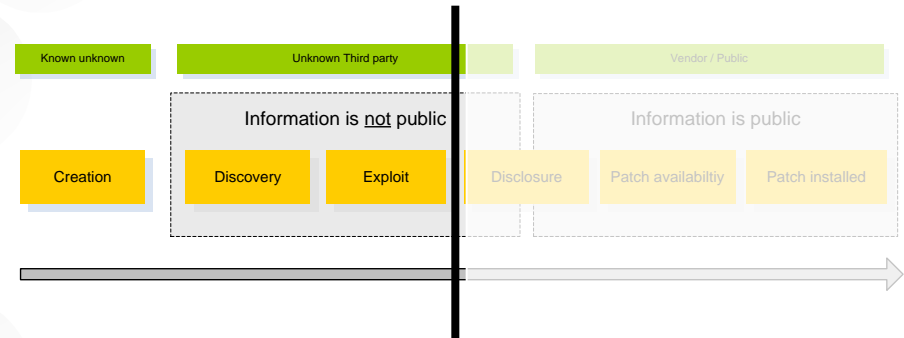 Known unknown
Unknown Third party
Vendor / Public
Information is not public
Information is public
Creation
Discovery
Exploit
Disclosure
Patch availabiltiy
Patch installed